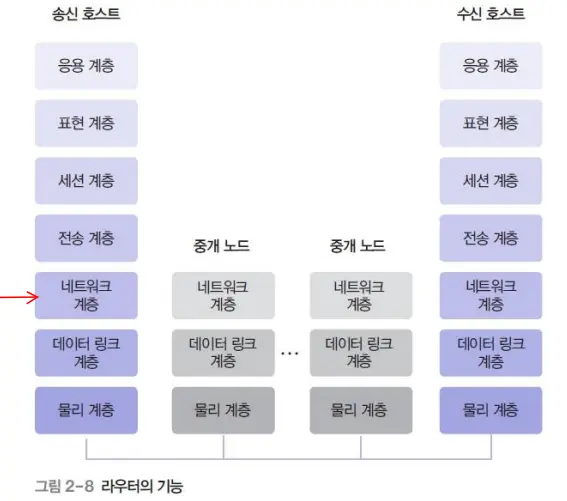 송신 호스트
수신 호스트
응용 계층
응용 계층
표현 계층
표현 계층
세션 계층
세션 계층
전송 계층
전송 계층
중개 노드
중개 노드
네트워크
계층
네트워크
계층
네트워크
계층
네트워크
계층
데이터 링크
계층
데이터 링크
계층
...
데이터 링크
계층
데이터 링크
계층
물리 계층
물리 계층
물리 계층
물리 계층
그림 2-8 라우터의 기능